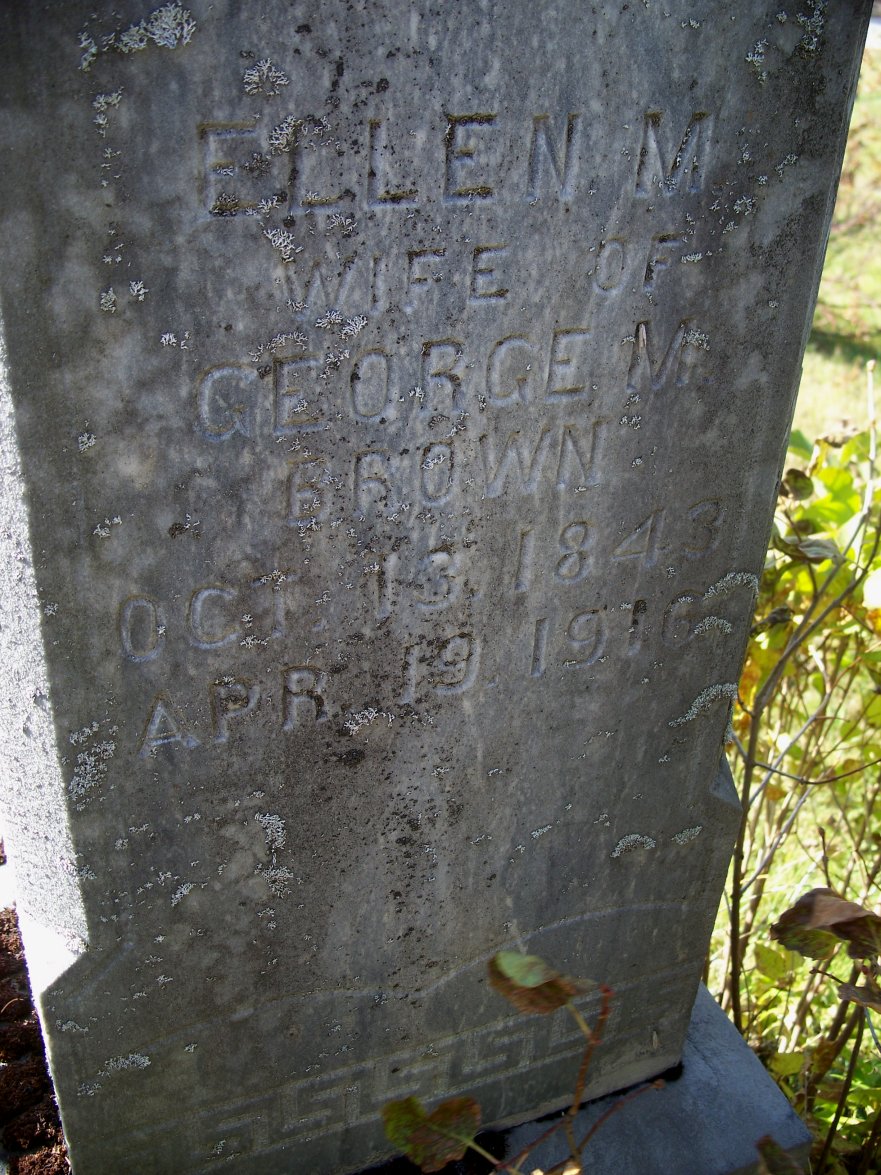 ELLEN M
WIFE OF
GEORGE M.
BROWN
OCT. 13. 1843
APR. 19. 1916